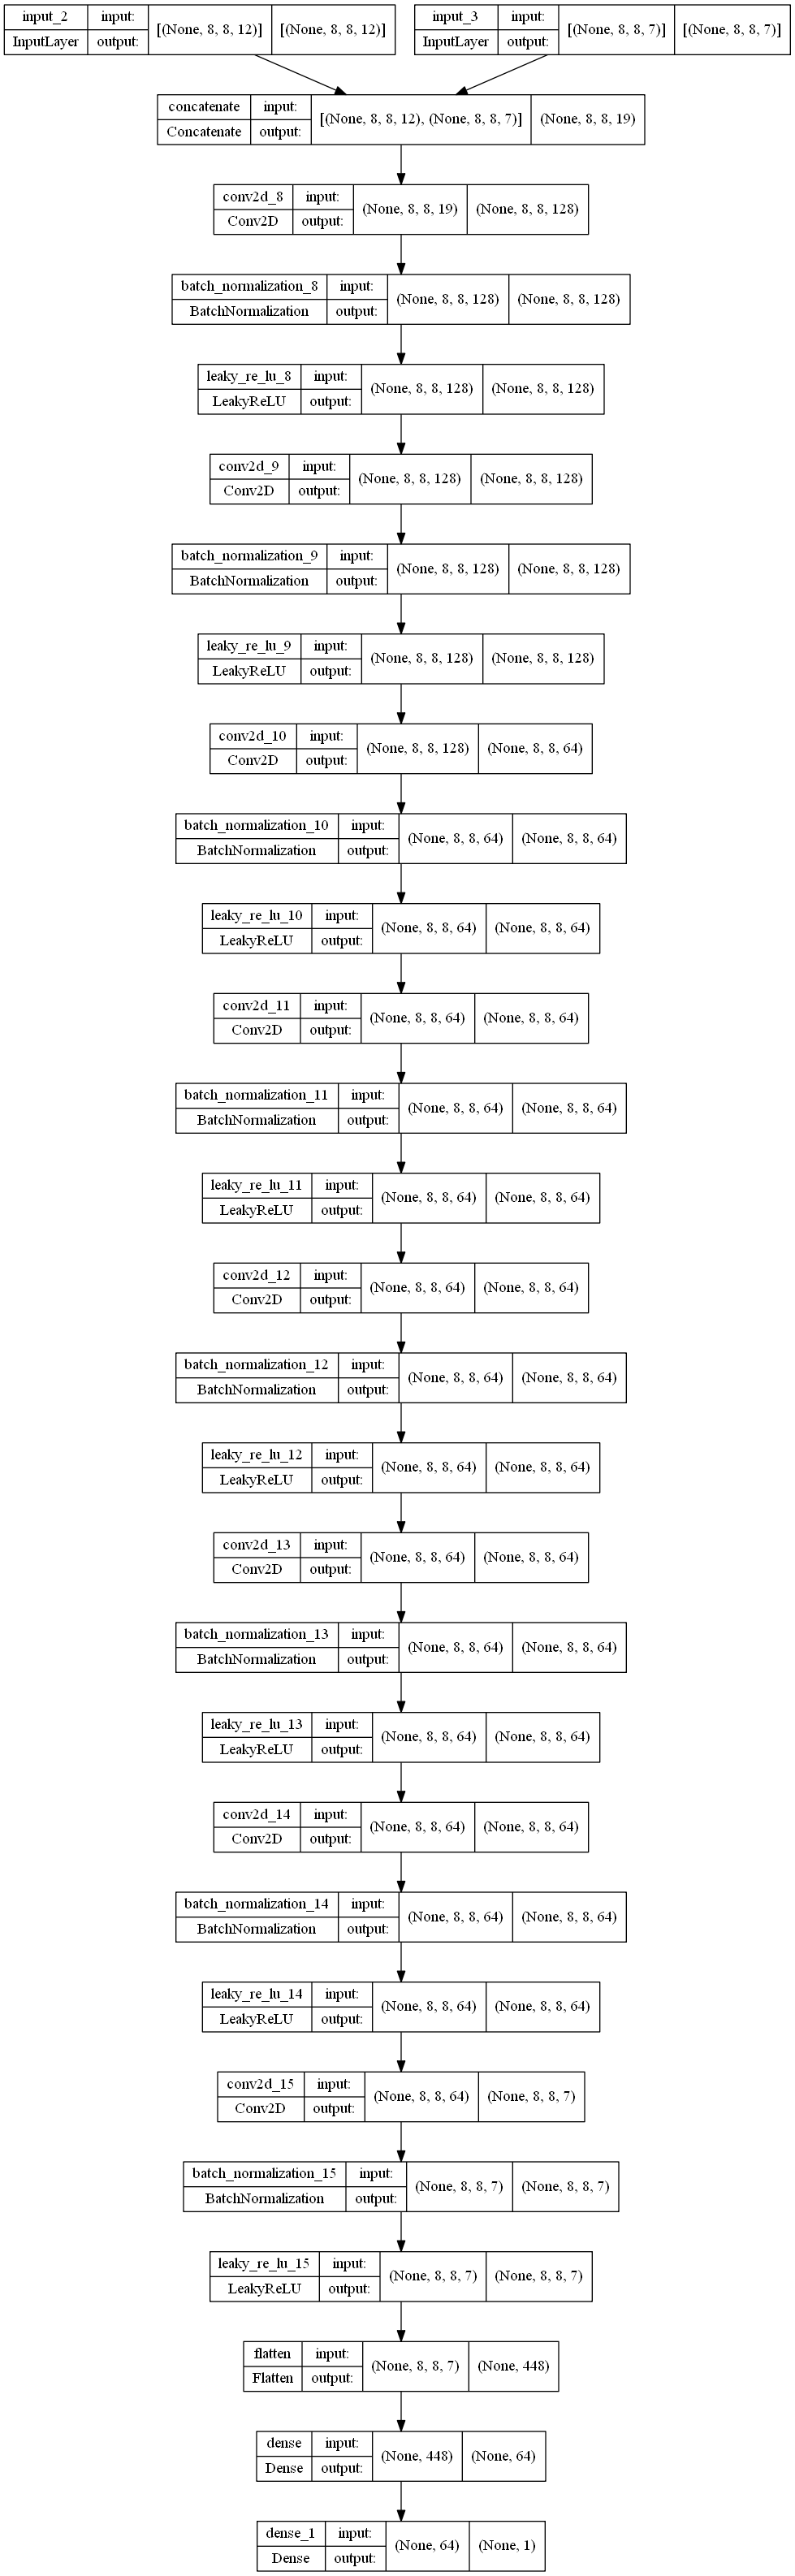 input_2 input: [(None, 8, 8, 12)] [(None, 8, 8, 12)]
InputLayer output:
input_3 input: [(None, 8, 8, 7)] [(None, 8, 8, 7)]
InputLayer output:
concatenate input: [(None, 8, 8, 12), (None, 8, 8, 7)] (None, 8, 8, 19)
Concatenate output:
conv2d_8 input: (None, 8, 8, 19) (None, 8, 8, 128)
Conv2D output:
batch_normalization_8 input: (None, 8, 8, 128) (None, 8, 8, 128)
BatchNormalization output:
leaky_re_lu_8 input: (None, 8, 8, 128) (None, 8, 8, 128)
LeakyReLU output:
conv2d_9 input: (None, 8, 8, 128) (None, 8, 8, 128)
Conv2D output:
batch_normalization_9 input: (None, 8, 8, 128) (None, 8, 8, 128)
BatchNormalization output:
leaky_re_lu_9 input: (None, 8, 8, 128) (None, 8, 8, 128)
LeakyReLU output:
conv2d_10 input: (None, 8, 8, 128) (None, 8, 8, 64)
Conv2D output:
batch_normalization_10 input: (None, 8, 8, 64) (None, 8, 8, 64)
BatchNormalization output:
leaky_re_lu_10 input: (None, 8, 8, 64) (None, 8, 8, 64)
LeakyReLU output:
conv2d_11 input: (None, 8, 8, 64) (None, 8, 8, 64)
Conv2D output:
batch_normalization_11 input: (None, 8, 8, 64) (None, 8, 8, 64)
BatchNormalization output:
leaky_re_lu_11 input: (None, 8, 8, 64) (None, 8, 8, 64)
LeakyReLU output:
conv2d_12 input: (None, 8, 8, 64) (None, 8, 8, 64)
Conv2D output:
batch_normalization_12 input: (None, 8, 8, 64) (None, 8, 8, 64)
BatchNormalization output:
leaky_re_lu_12 input: (None, 8, 8, 64) (None, 8, 8, 64)
LeakyReLU output:
conv2d_13 input: (None, 8, 8, 64) (None, 8, 8, 64)
Conv2D output:
batch_normalization_13 input: (None, 8, 8, 64) (None, 8, 8, 64)
BatchNormalization output:
leaky_re_lu_13 input: (None, 8, 8, 64) (None, 8, 8, 64)
LeakyReLU output:
conv2d_14 input: (None, 8, 8, 64) (None, 8, 8, 64)
Conv2D output:
batch_normalization_14 input: (None, 8, 8, 64) (None, 8, 8, 64)
BatchNormalization output:
leaky_re_lu_14 input: (None, 8, 8, 64) (None, 8, 8, 64)
LeakyReLU output:
conv2d_15 input: (None, 8, 8, 64) (None, 8, 8, 7)
Conv2D output:
batch_normalization_15 input: (None, 8, 8, 7) (None, 8, 8, 7)
BatchNormalization output:
leaky_re_lu_15 input: (None, 8, 8, 7) (None, 8, 8, 7)
LeakyReLU output:
flatten input: (None, 8, 8, 7) (None, 448)
Flatten output:
dense input: (None, 448) (None, 64)
Dense output:
dense_1 input: (None, 64) (None, 1)
Dense output: